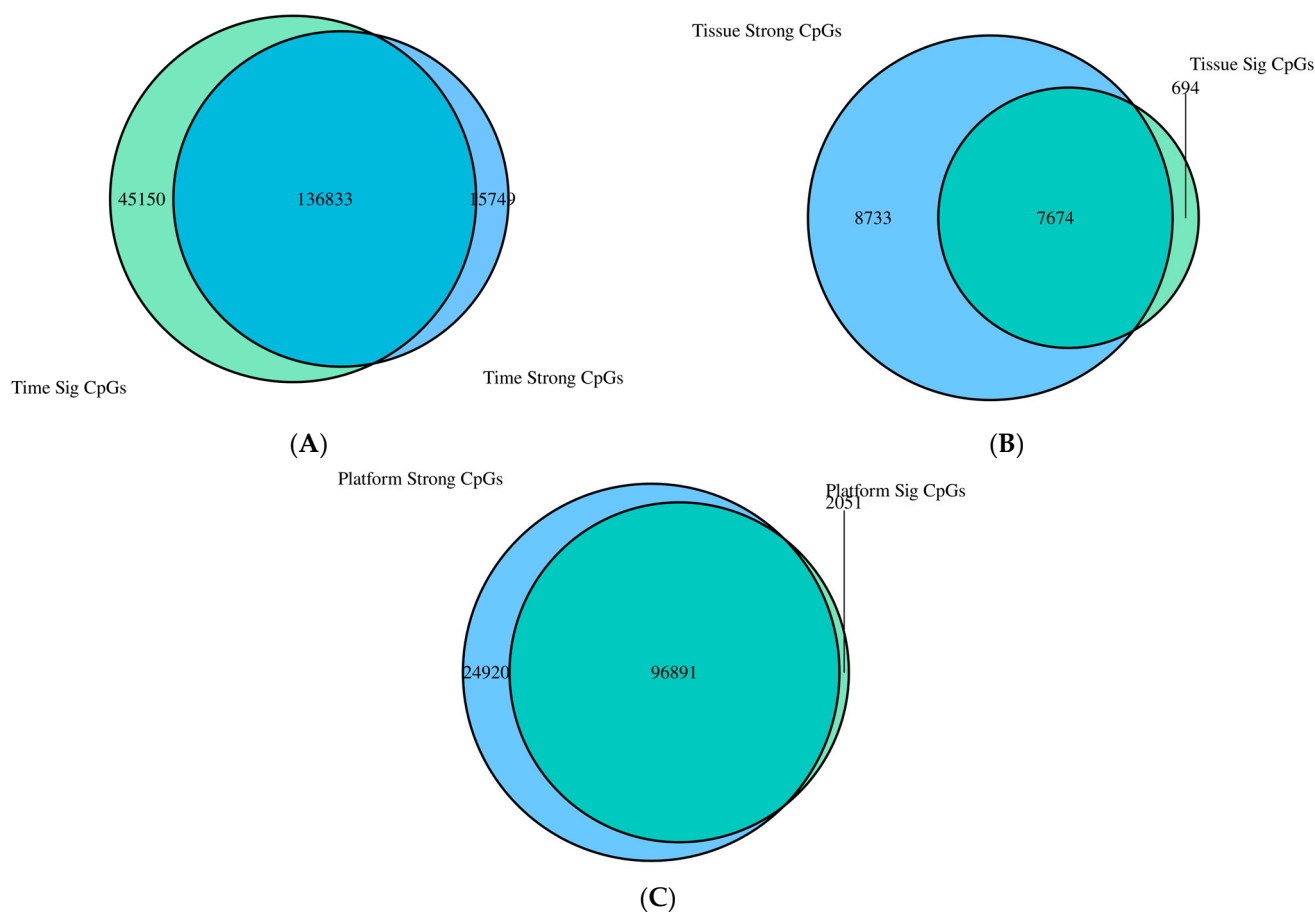 Tissue Strong CpGs
Tissue Sig CpGs
694
45150
136833
15749
8733
7674
Time Sig CpGs
Time Strong CpGs
(A)
(B)
Platform Strong CpGs
Platform Sig CpGs
2051
24920
96891
(C)